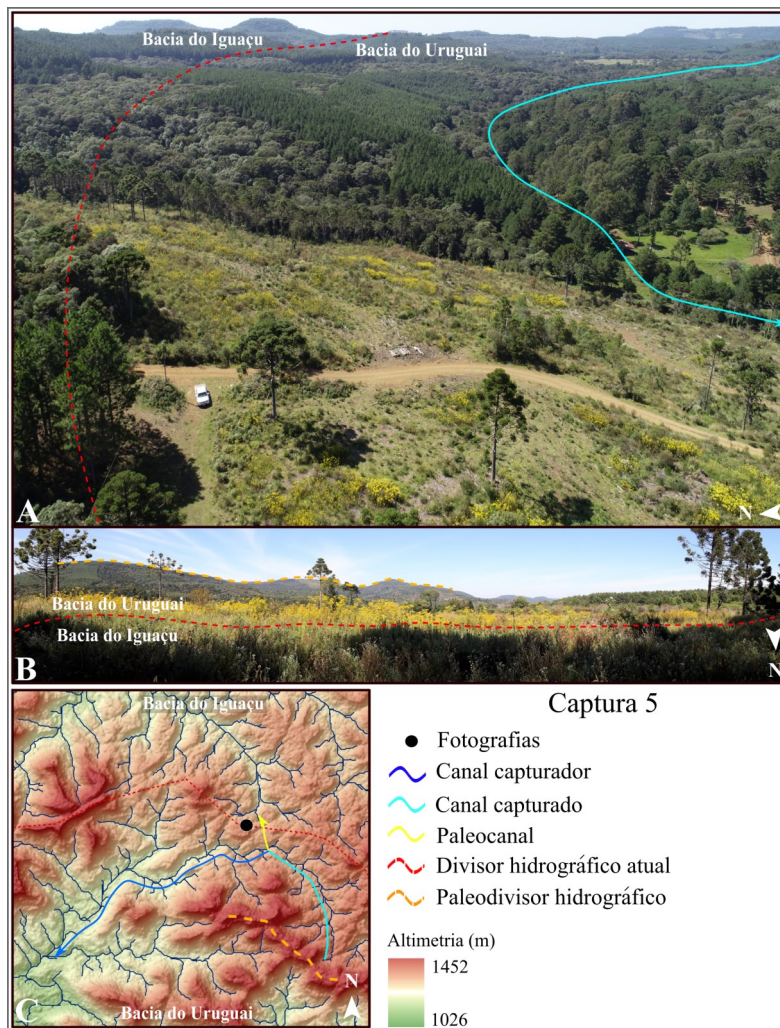 Bacia do Iguaçu
Bacia do Uruguai
A
N
Bacia do Uruguai
Bacia do Iguaçu
B
N
Bacia do Iguaçu
N
C
Bacia do Uruguai
Captura 5
Fotografias
Canal capturador
Canal capturado
Paleocanal
Divisor hidrográfico atual
Paleodivisor hidrográfico
Altimetria (m)
1452
1026